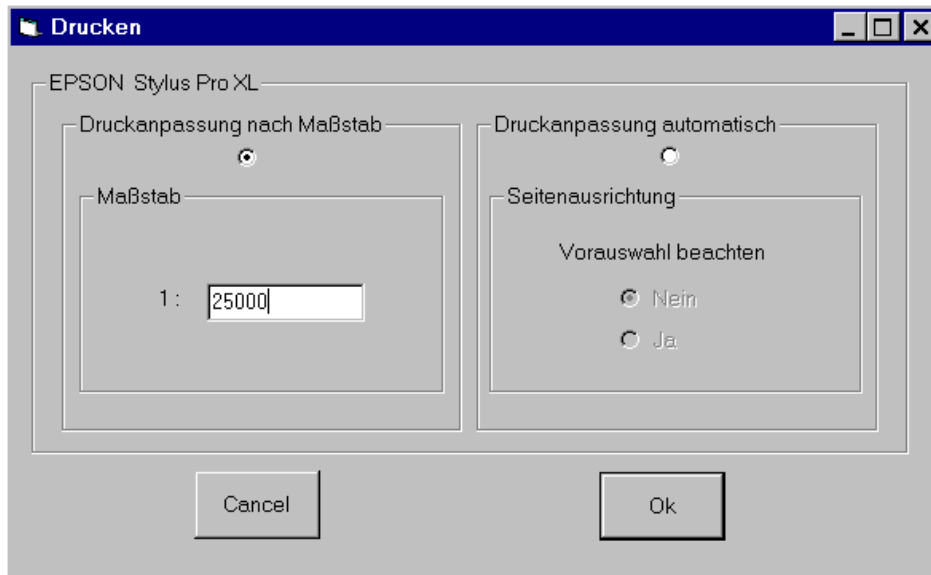 Drucken
EPSON Stylus Pro XL
Druckanpassung nach Maßstab
Maßstab
1 : 25000
Druckanpassung automatisch
Seitenausrichtung
Vorauswahl beachten
Nein
Ja
Cancel
Ok